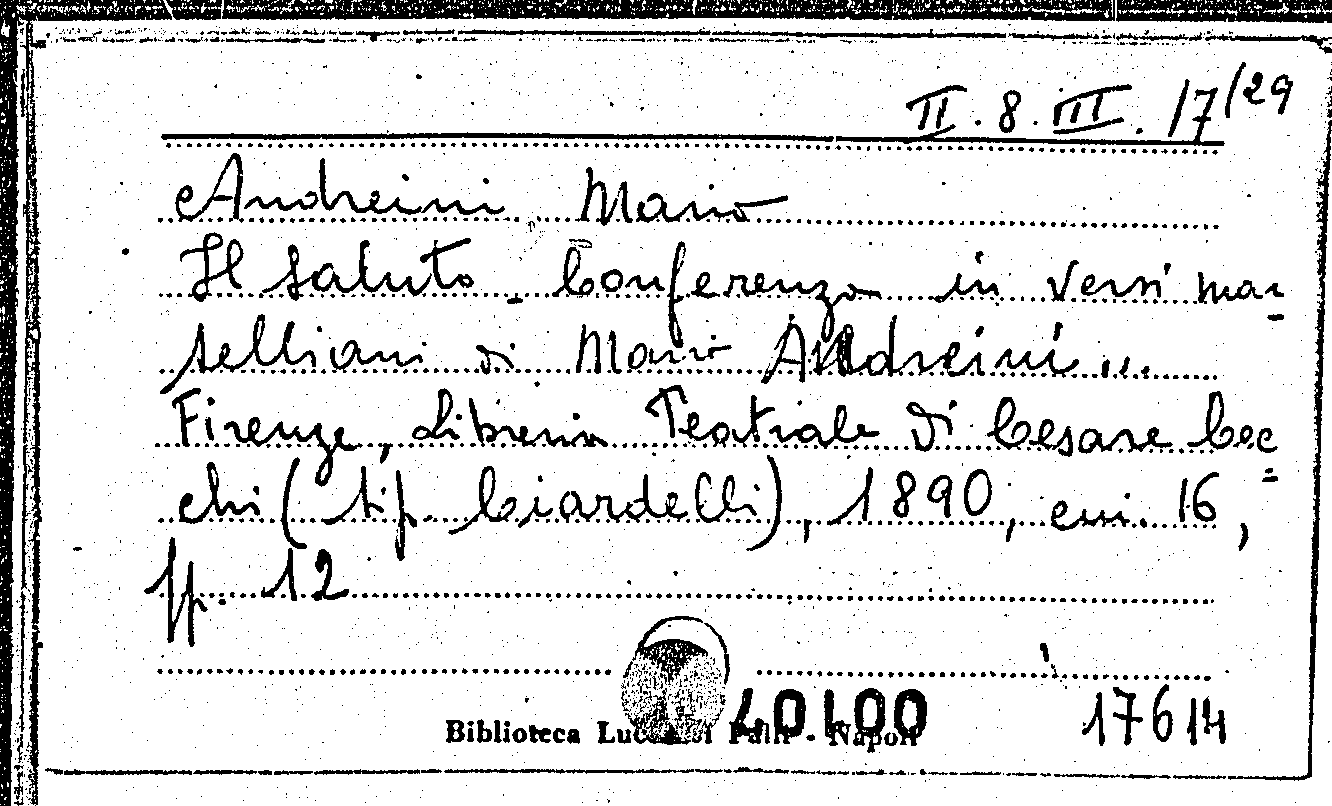 II.8.III.17/29
Andreini Mario
Il Saluto - Conferenza in versi mar-
telliani di Mario Andreini...
Firenze, Libreria Teatrale di Cesare Cec=
chi (tip. Ciardelli), 1890, cm. 16,
pp. 12
Biblioteca Palli - Napoli
40100
17614